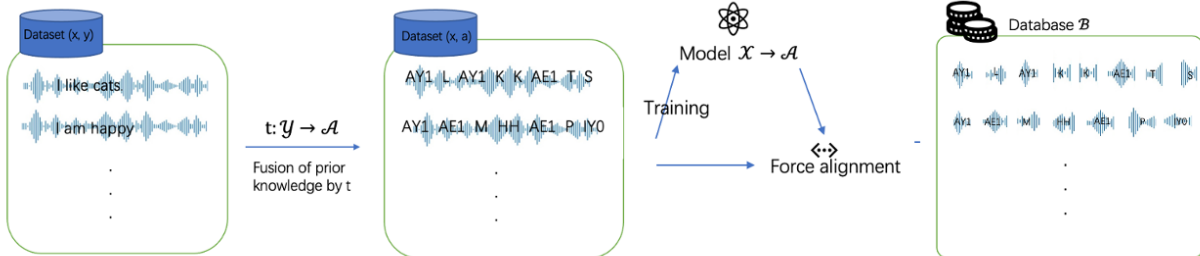 Dataset (x, y)
I like cats.
I am happy
.
.
.
t: 𝒴 → 𝒜
Fusion of prior
knowledge by t
Dataset (x, a)
AY1 L AY1 K K AE1 T S
AY1 AE1 M HH AE1 P IY0
.
.
.
Training
Model 𝒳 → 𝒜
Force alignment
Database ℬ
AY1 L AY1 K K AE1 T S
AY1 AE1 M HH AE1 P IY0
.
.
.